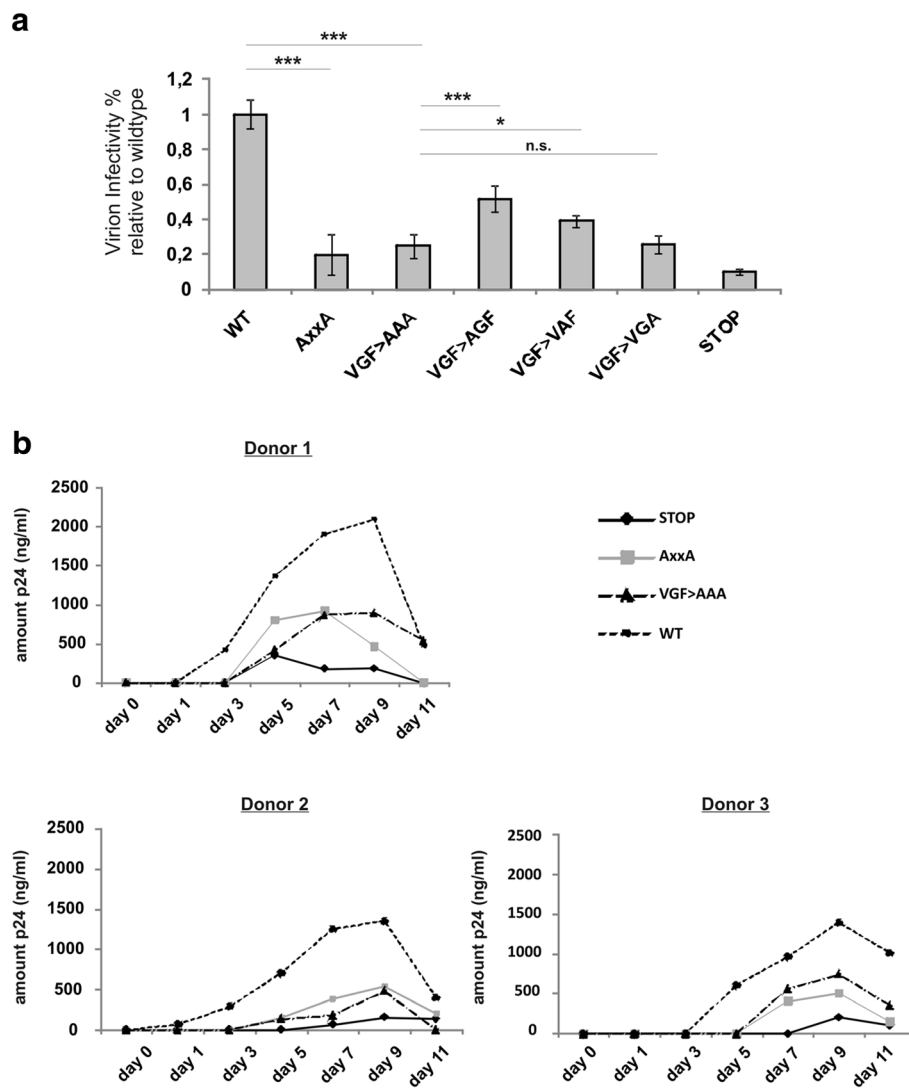 a
***
***
***
*
n.s.
Virion Infectivity %
relative to wildtype
1,2
1
0,8
0,6
0,4
0,2
0
WT
AxxA
VGF>AAA
VGF>AGF
VGF>VAF
VGF>VGA
STOP
b
Donor 1
amount p24 (ng/ml)
2500
2000
1500
1000
500
0
day 0
day 1
day 3
day 5
day 7
day 9
day 11
STOP
AxxA
VGF>AAA
WT
Donor 2
amount p24 (ng/ml)
2500
2000
1500
1000
500
0
day 0
day 1
day 3
day 5
day 7
day 9
day 11
Donor 3
amount p24 (ng/ml)
2500
2000
1500
1000
500
0
day 0
day 1
day 3
day 5
day 7
day 9
day 11